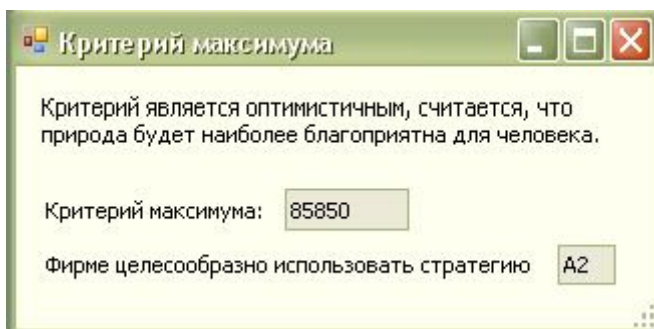 Критерий максимума
Критерий является оптимистичным, считается, что
природа будет наиболее благоприятна для человека.
Критерий максимума: 85850
Фирме целесообразно использовать стратегию A2